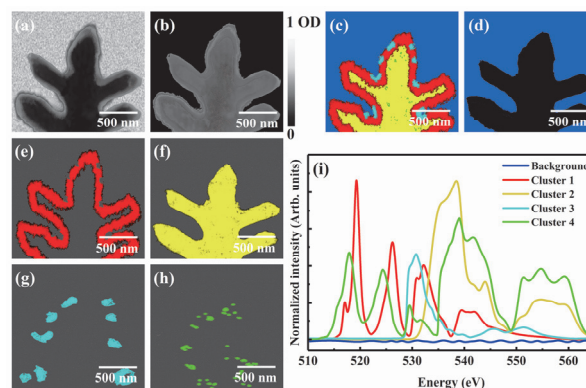 (a)
500 nm
(b)
500 nm
1 OD
0
(c)
500 nm
(d)
500 nm
(e)
500 nm
(f)
500 nm
(g)
500 nm
(h)
500 nm
(i)
Background
Cluster 1
Cluster 2
Cluster 3
Cluster 4
Normalized intensity (Artb. units)
510 520 530 540 550 560
Energy (eV)